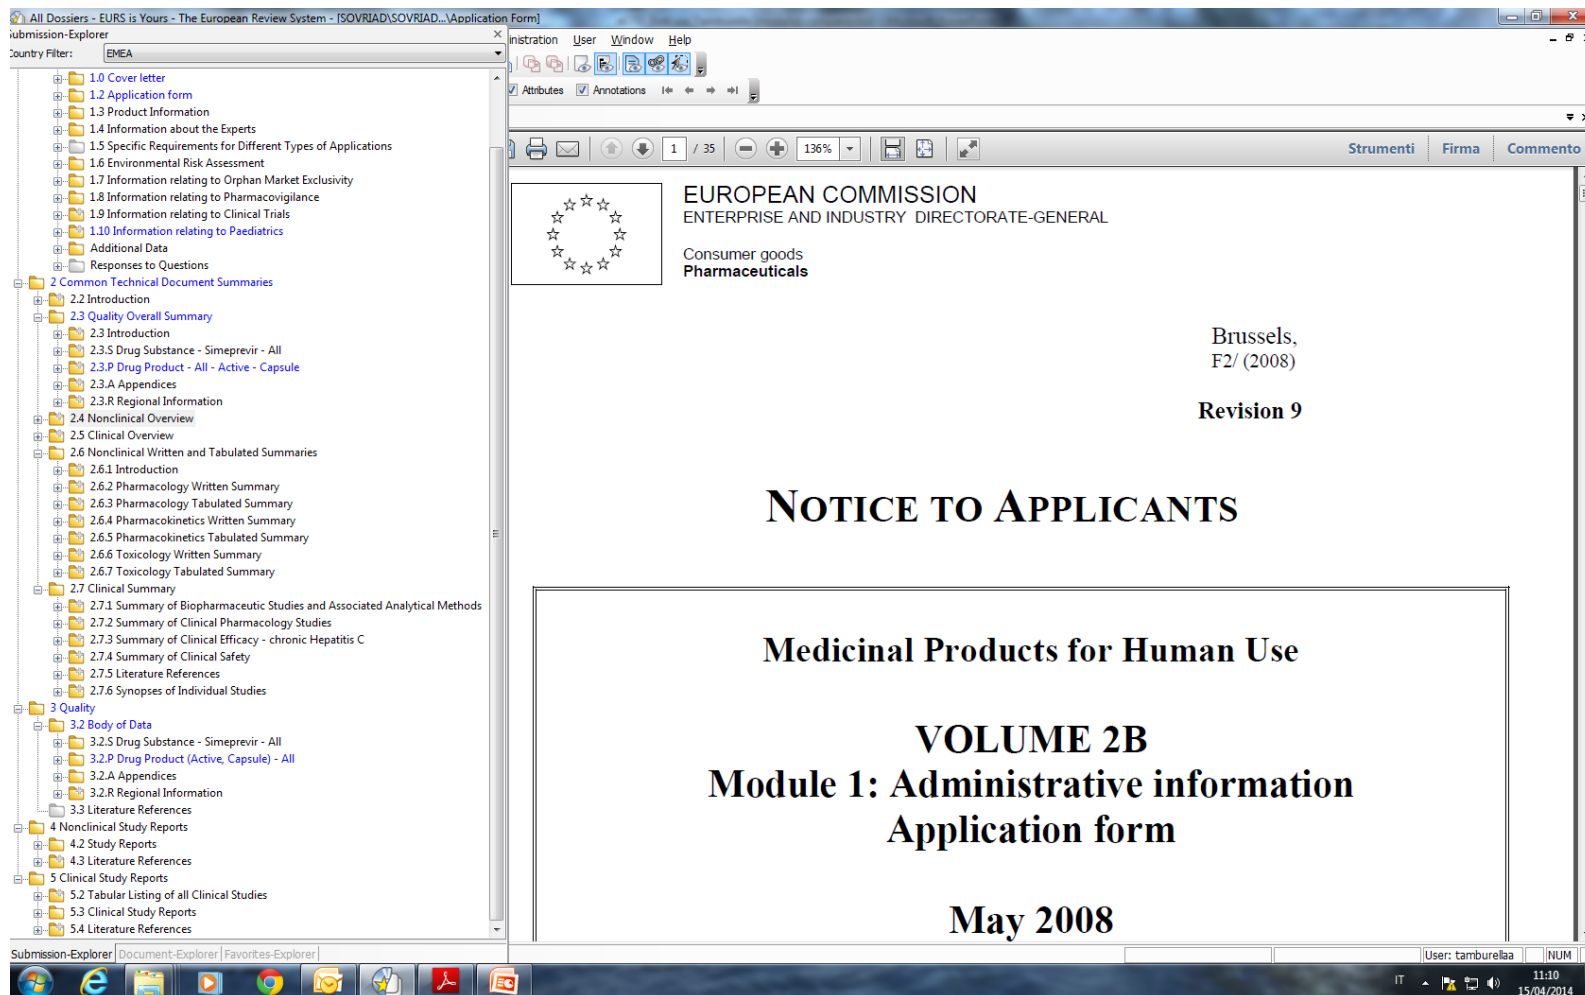 All Dossiers - EURS is Yours - The European Review System - [SOVRIAD\SOVRIAD...\Application Form]
Submission-Explorer
Country Filter: EMEA
1.0 Cover letter
1.2 Application form
1.3 Product Information
1.4 Information about the Experts
1.5 Specific Requirements for Different Types of Applications
1.6 Environmental Risk Assessment
1.7 Information relating to Orphan Market Exclusivity
1.8 Information relating to Pharmacovigilance
1.9 Information relating to Clinical Trials
1.10 Information relating to Paediatrics
Additional Data
Responses to Questions
2 Common Technical Document Summaries
2.2 Introduction
2.3 Quality Overall Summary
2.3 Introduction
2.3.S Drug Substance - Simeprevir - All
2.3.P Drug Product - All - Active - Capsule
2.3.A Appendices
2.3.R Regional Information
2.4 Nonclinical Overview
2.5 Clinical Overview
2.6 Nonclinical Written and Tabulated Summaries
2.6.1 Introduction
2.6.2 Pharmacology Written Summary
2.6.3 Pharmacology Tabulated Summary
2.6.4 Pharmacokinetics Written Summary
2.6.5 Pharmacokinetics Tabulated Summary
2.6.6 Toxicology Written Summary
2.6.7 Toxicology Tabulated Summary
2.7 Clinical Summary
2.7.1 Summary of Biopharmaceutic Studies and Associated Analytical Methods
2.7.2 Summary of Clinical Pharmacology Studies
2.7.3 Summary of Clinical Efficacy - chronic Hepatitis C
2.7.4 Summary of Clinical Safety
2.7.5 Literature References
2.7.6 Synopses of Individual Studies
3 Quality
3.2 Body of Data
3.2.S Drug Substance - Simeprevir - All
3.2.P Drug Product (Active, Capsule) - All
3.2.A Appendices
3.2.R Regional Information
3.3 Literature References
4 Nonclinical Study Reports
4.2 Study Reports
4.3 Literature References
5 Clinical Study Reports
5.2 Tabular Listing of all Clinical Studies
5.3 Clinical Study Reports
5.4 Literature References
Submission-Explorer Document-Explorer Favorites-Explorer
inistration User Window Help
Attributes Annotations
1 / 35 136% Strumenti Firma Commento
EUROPEAN COMMISSION
ENTERPRISE AND INDUSTRY DIRECTORATE-GENERAL
Consumer goods
Pharmaceuticals
Brussels,
F2/ (2008)
Revision 9
NOTICE TO APPLICANTS
Medicinal Products for Human Use
VOLUME 2B
Module 1: Administrative information
Application form
May 2008
User: tamburellaa NUM
IT 11:10
15/04/2014